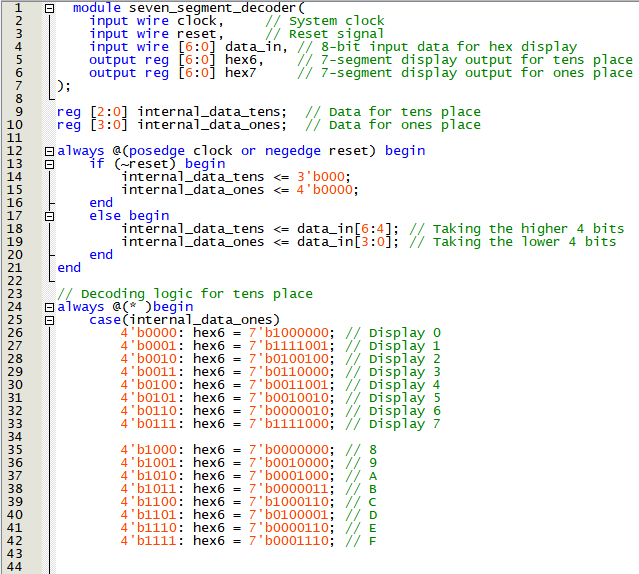 1 module seven_segment_decoder(
2 input wire clock, // System clock
3 input wire reset, // Reset signal
4 input wire [6:0] data_in, // 8-bit input data for hex display
5 output reg [6:0] hex6, // 7-segment display output for tens place
6 output reg [6:0] hex7 // 7-segment display output for ones place
7 );
8
9 reg [2:0] internal_data_tens; // Data for tens place
10 reg [3:0] internal_data_ones; // Data for ones place
11
12 always @(posedge clock or negedge reset) begin
13 if (~reset) begin
14 internal_data_tens <= 3'b000;
15 internal_data_ones <= 4'b0000;
16 end
17 else begin
18 internal_data_tens <= data_in[6:4]; // Taking the higher 4 bits
19 internal_data_ones <= data_in[3:0]; // Taking the lower 4 bits
20 end
21 end
22
23 // Decoding logic for tens place
24 always @(* )begin
25 case(internal_data_ones)
26 4'b0000: hex6 = 7'b1000000; // Display 0
27 4'b0001: hex6 = 7'b1111001; // Display 1
28 4'b0010: hex6 = 7'b0100100; // Display 2
29 4'b0011: hex6 = 7'b0110000; // Display 3
30 4'b0100: hex6 = 7'b0011001; // Display 4
31 4'b0101: hex6 = 7'b0010010; // Display 5
32 4'b0110: hex6 = 7'b0000010; // Display 6
33 4'b0111: hex6 = 7'b1111000; // Display 7
34
35 4'b1000: hex6 = 7'b0000000; // 8
36 4'b1001: hex6 = 7'b0010000; // 9
37 4'b1010: hex6 = 7'b0001000; // A
38 4'b1011: hex6 = 7'b0000011; // B
39 4'b1100: hex6 = 7'b1000110; // C
40 4'b1101: hex6 = 7'b0100001; // D
41 4'b1110: hex6 = 7'b0000110; // E
42 4'b1111: hex6 = 7'b0001110; // F
43
44